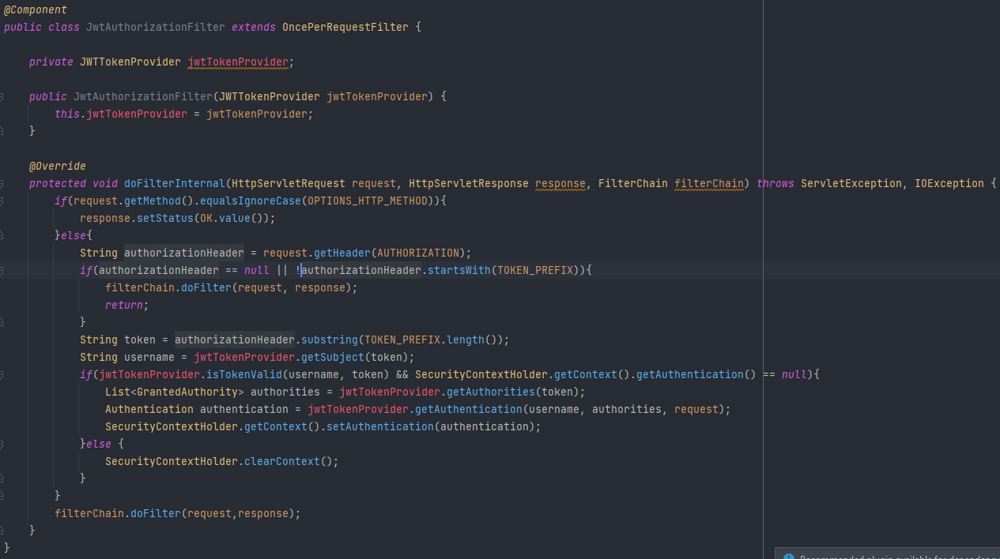 @Component
public class JwtAuthorizationFilter extends OncePerRequestFilter {
private JWTTokenProvider jwtTokenProvider;
public JwtAuthorizationFilter(JWTTokenProvider jwtTokenProvider) {
this.jwtTokenProvider = jwtTokenProvider;
}
@Override
protected void doFilterInternal(HttpServletRequest request, HttpServletResponse response, FilterChain filterChain) throws ServletException, IOException {
if(request.getMethod().equalsIgnoreCase(OPTIONS_HTTP_METHOD)){
response.setStatus(OK.value());
}else{
String authorizationHeader = request.getHeader(AUTHORIZATION);
if(authorizationHeader == null || !authorizationHeader.startsWith(TOKEN_PREFIX)){
filterChain.doFilter(request, response);
return;
}
String token = authorizationHeader.substring(TOKEN_PREFIX.length());
String username = jwtTokenProvider.getSubject(token);
if(jwtTokenProvider.isTokenValid(username, token) && SecurityContextHolder.getContext().getAuthentication() == null){
List<GrantedAuthority> authorities = jwtTokenProvider.getAuthorities(token);
Authentication authentication = jwtTokenProvider.getAuthentication(username, authorities, request);
SecurityContextHolder.getContext().setAuthentication(authentication);
}else {
SecurityContextHolder.clearContext();
}
}
filterChain.doFilter(request,response);
}
}
Recommended plugin available for dependency